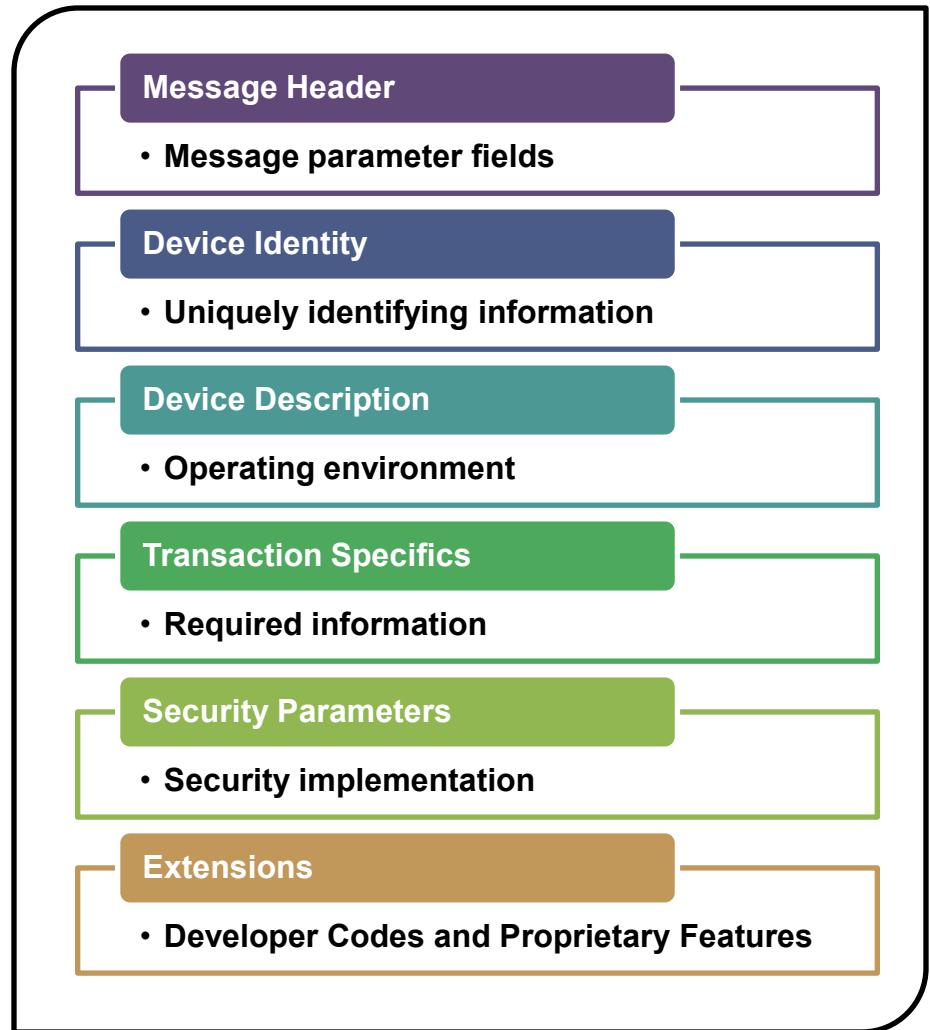 Message Header
• Message parameter fields
Device Identity
• Uniquely identifying information
Device Description
• Operating environment
Transaction Specifics
• Required information
Security Parameters
• Security implementation
Extensions
• Developer Codes and Proprietary Features